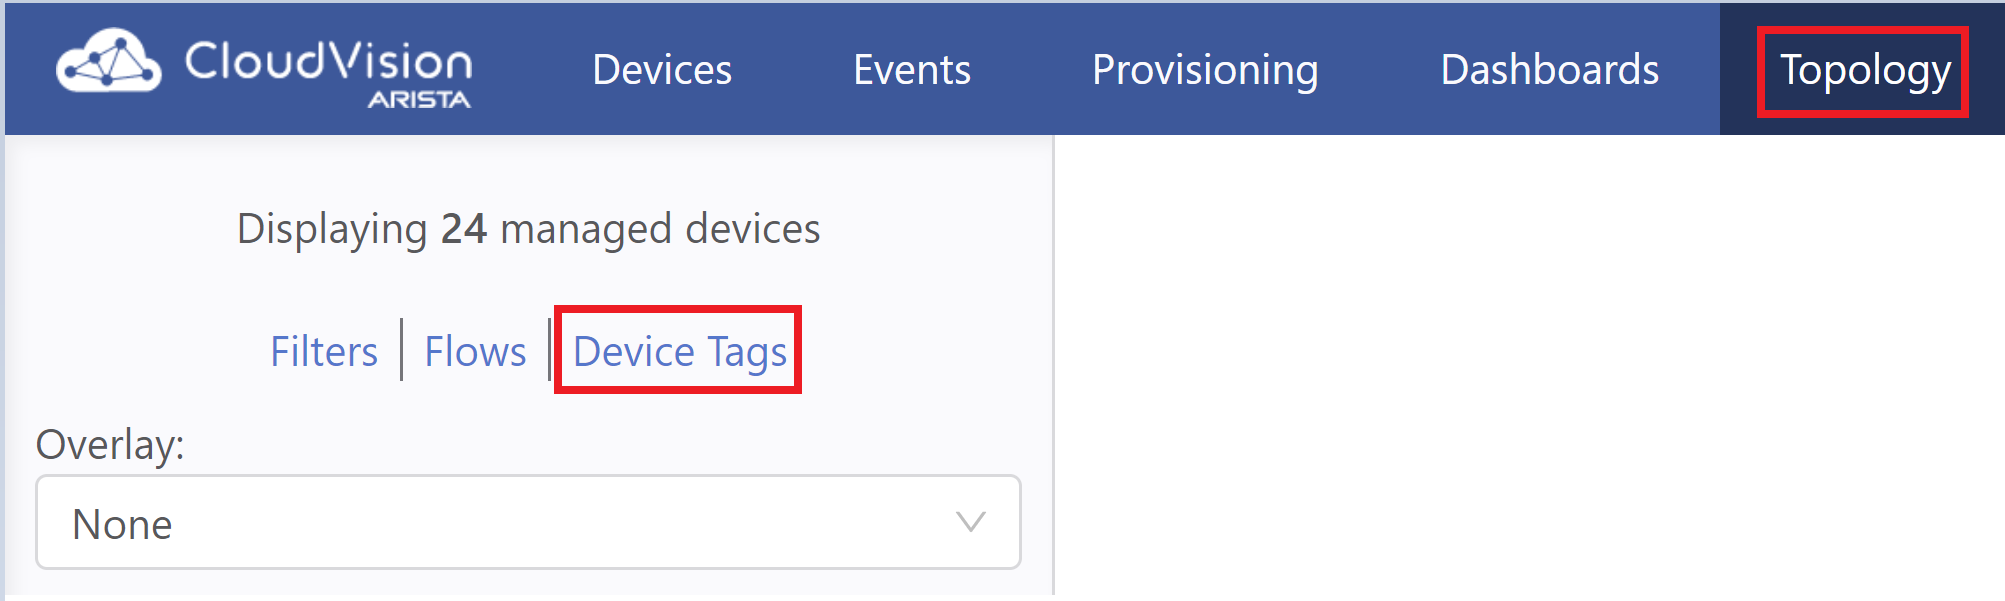 CloudVision
ARISTA
Devices Events Provisioning Dashboards Topology
Displaying 24 managed devices
Filters Flows Device Tags
Overlay:
None